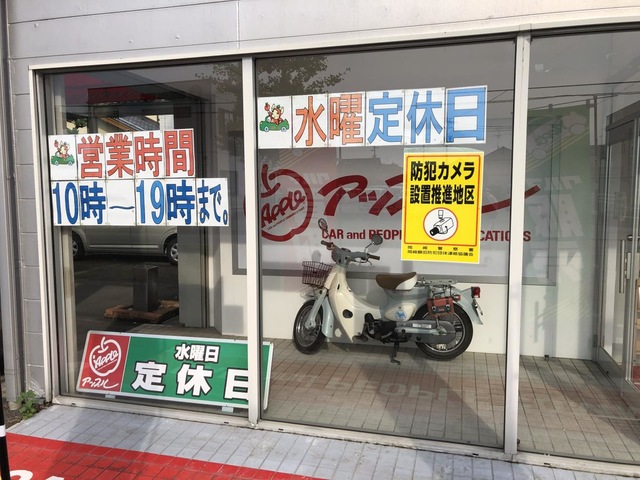 営業時間
10時～19時まで。
水曜定休日
防犯カメラ
設置推進地区
Apple
アップル
CAR and PEOPLE
CATIONS
Apple
アップル
水曜日
定休日